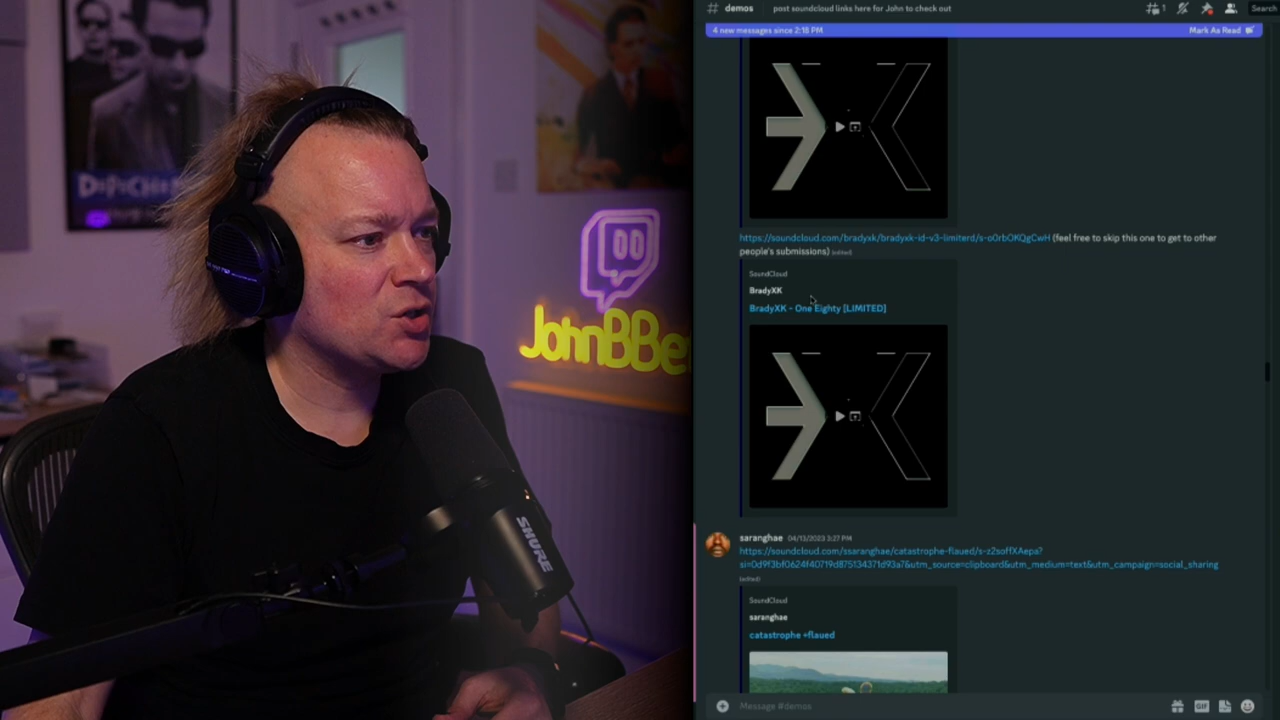 # demos post soundcloud links here for John to check out 1 Search
4 new messages since 2:18 PM Mark As Read
https://soundcloud.com/bradyxk/bradyxk-id-v3-limiterd/s-o0rbOKQgCwH (feel free to skip this one to get to other
people's submissions) (edited)
SoundCloud
BradyXK
BradyXK - One Eighty [LIMITED]
saranghae 04/13/2023 3:27 PM
https://soundcloud.com/ssaranghae/catastrophe-flaued/s-z2soffXAepa?
si=0d9f3bf0624f40719d875134371d93a7&utm_source=clipboard&utm_medium=text&utm_campaign=social_sharing
(edited)
SoundCloud
saranghae
catastrophe +flaued
Message #demos
GIF
JohnBBe
SHURE